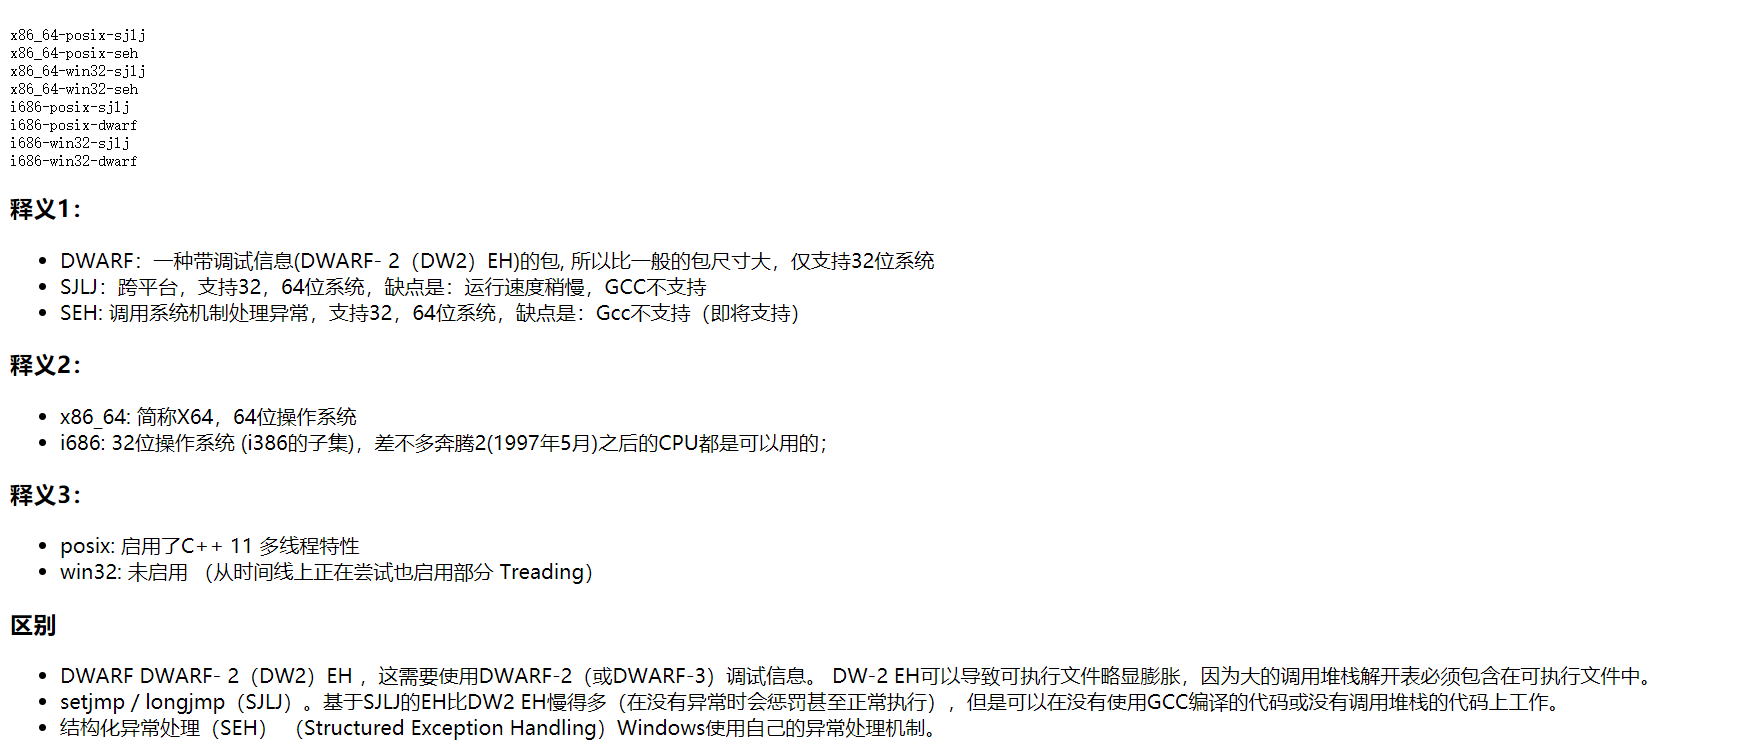 x86_64-posix-sjlj
x86_64-posix-seh
x86_64-win32-sjlj
x86_64-win32-seh
i686-posix-sjlj
i686-posix-dwarf
i686-win32-sjlj
i686-win32-dwarf
释义1：
• DWARF：一种带调试信息(DWARF- 2（DW2）EH)的包, 所以比一般的包尺寸大，仅支持32位系统
• SJLJ：跨平台，支持32，64位系统，缺点是：运行速度稍慢，GCC不支持
• SEH: 调用系统机制处理异常，支持32，64位系统，缺点是：Gcc不支持（即将支持）
释义2：
• x86_64: 简称X64，64位操作系统
• i686: 32位操作系统 (i386的子集)，差不多奔腾2(1997年5月)之后的CPU都是可以用的；
释义3：
• posix: 启用了C++ 11 多线程特性
• win32: 未启用 （从时间线上正在尝试也启用部分 Treading）
区别
• DWARF DWARF- 2（DW2）EH ，这需要使用DWARF-2（或DWARF-3）调试信息。 DW-2 EH可以导致可执行文件略显膨胀，因为大的调用堆栈解开表必须包含在可执行文件中。
• setjmp / longjmp（SJLJ）。基于SJLJ的EH比DW2 EH慢得多（在没有异常时会惩罚甚至正常执行），但是可以在没有使用GCC编译的代码或没有调用堆栈的代码上工作。
• 结构化异常处理（SEH） （Structured Exception Handling）Windows使用自己的异常处理机制。